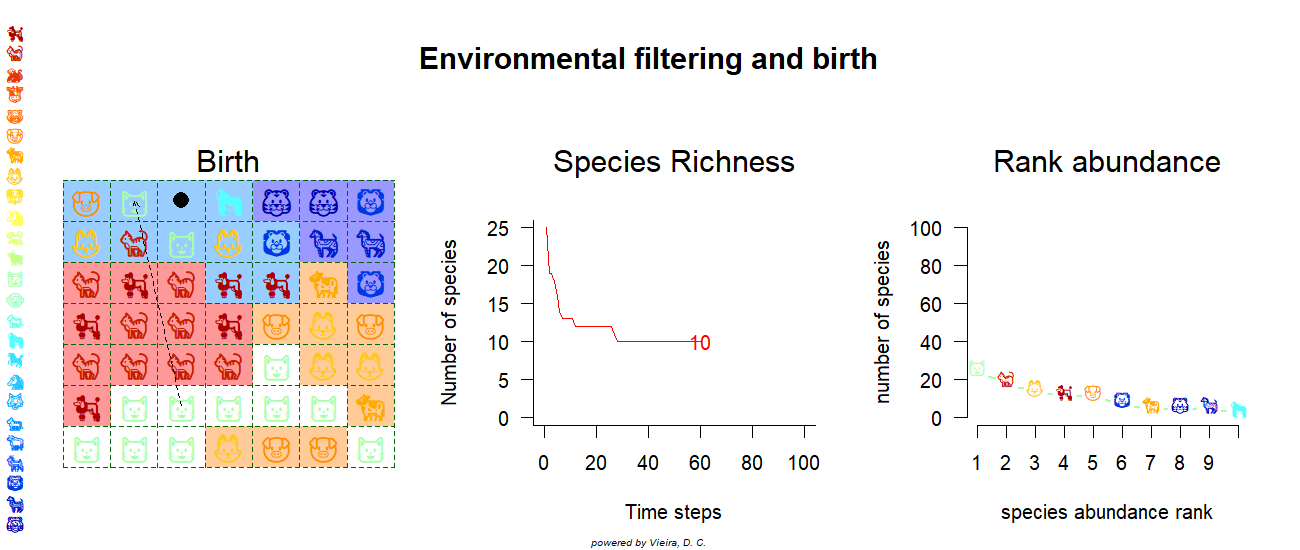 Environmental filtering and birth
Birth
Species Richness
Rank abundance
Number of species
25
20
15
10
5
0
10
0 20 40 60 80 100
Time steps
number of species
100
80
60
40
20
0
1 2 3 4 5 6 7 8 9
species abundance rank
powered by Vieira, D. C.